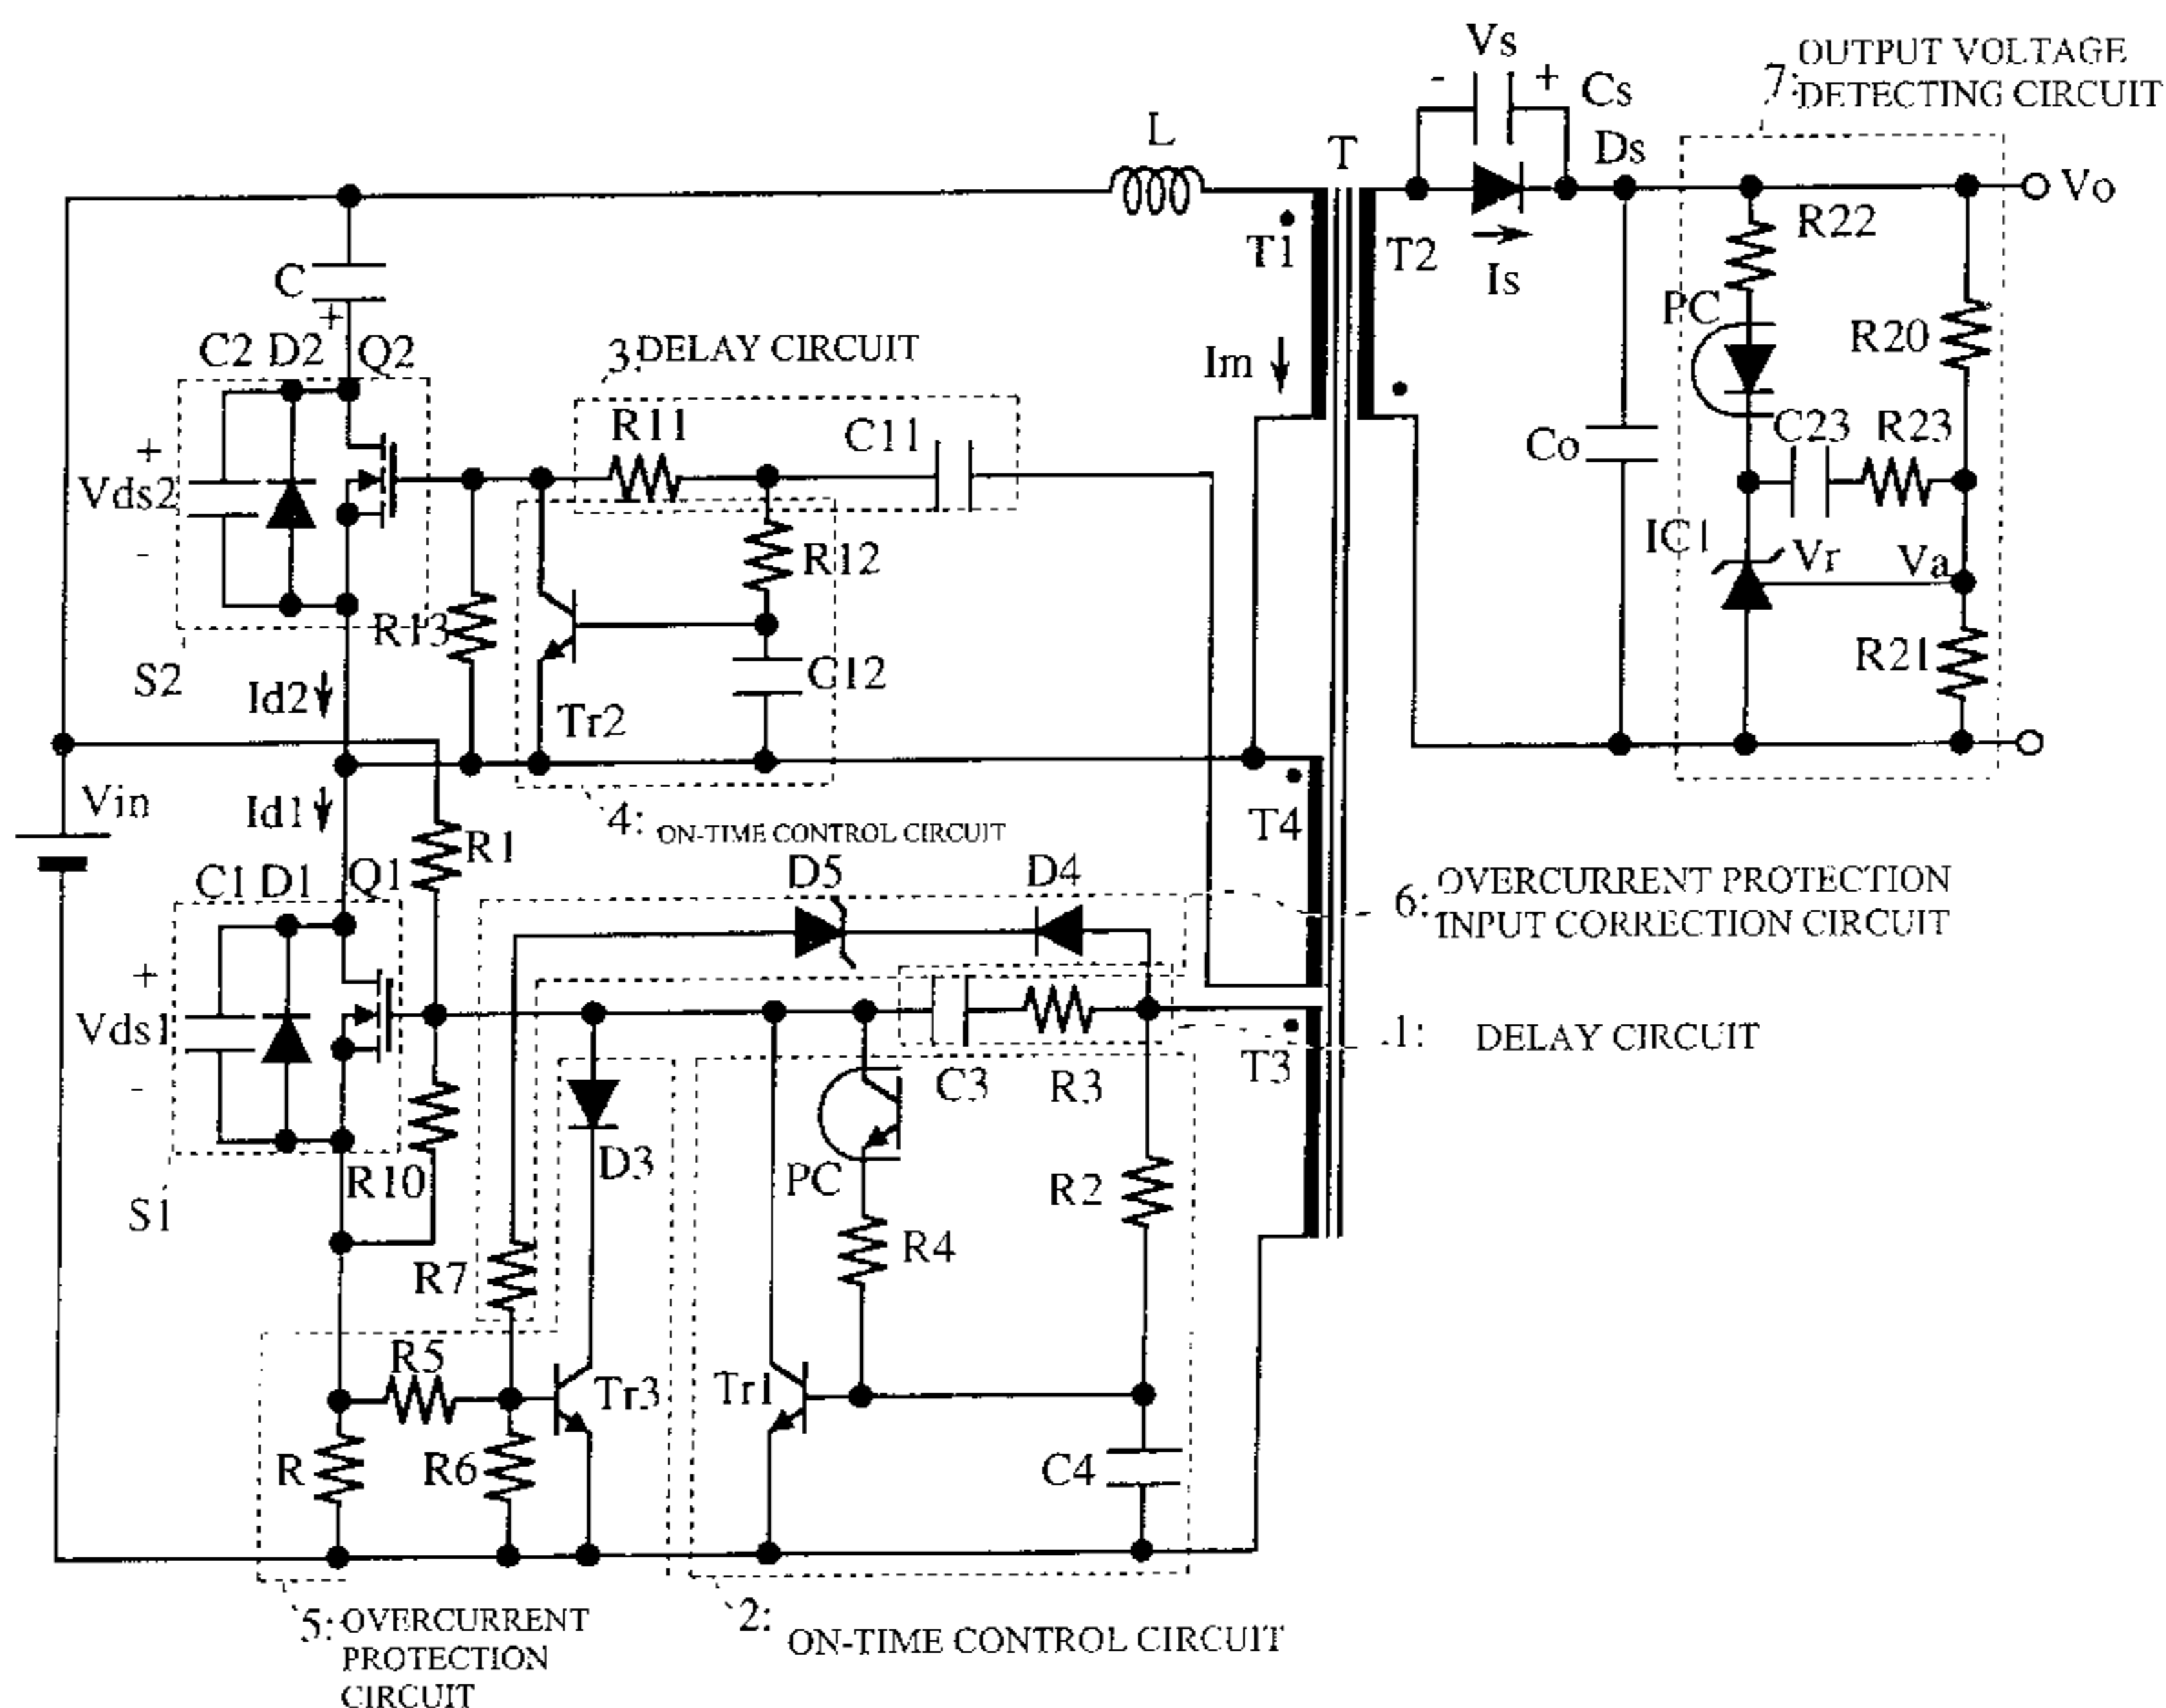 Vs
- +
Cs
7: OUTPUT VOLTAGE
DETECTING CIRCUIT
L
T
Ds
Vo
T1
T2
Is
R22
C
+
PC
R20
C2 D2 Q2
3: DELAY CIRCUIT
Im
R11
C11
Co
C23 R23
+
Vds2
-
R12
IC1
Vr
Va
R13
C12
R21
S2
Id2
Tr2
Vin
Id1
4: ON-TIME CONTROL CIRCUIT
T4
R1
C1 D1 Q1
D5
D4
6: OVERCURRENT PROTECTION
INPUT CORRECTION CIRCUIT
+
Vds1
-
1: DELAY CIRCUIT
C3
R3
T3
D3
PC
R2
R10
S1
R4
R7
R5
Tr3
Tr1
R
R6
C4
5: OVERCURRENT
PROTECTION
CIRCUIT
2: ON-TIME CONTROL CIRCUIT